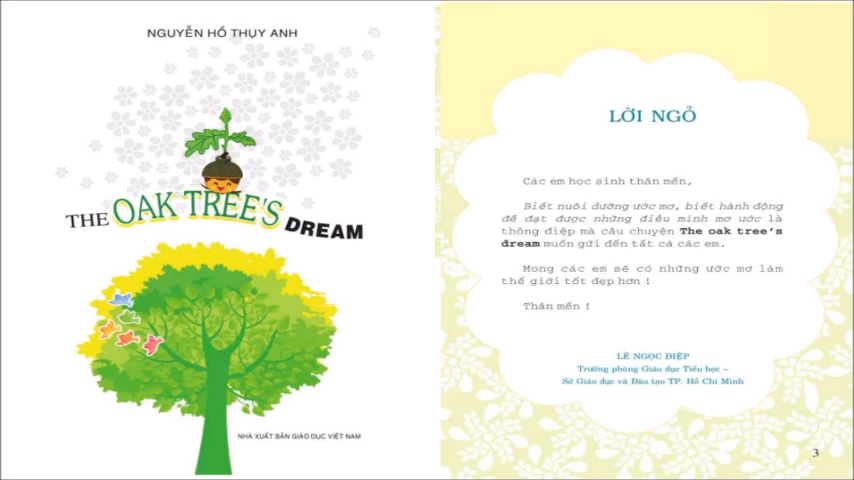 NGUYỄN HỒ THỤY ANH
THE OAK TREE'S DREAM
NHÀ XUẤT BẢN GIÁO DỤC VIỆT NAM
LỜI NGỎ
Các em học sinh thân mến,
Biết nuôi dưỡng ước mơ, biết hành động
để đạt được những điều mình mơ ước là
thông điệp mà câu chuyện The oak tree's
dream muốn gửi đến tất cả các em.
Mong các em sẽ có những ước mơ làm
thế giới tốt đẹp hơn !
Thân mến !
LÊ NGỌC ĐIỆP
Trưởng phòng Giáo dục Tiểu học –
Sở Giáo dục và Đào tạo TP. Hồ Chí Minh
3